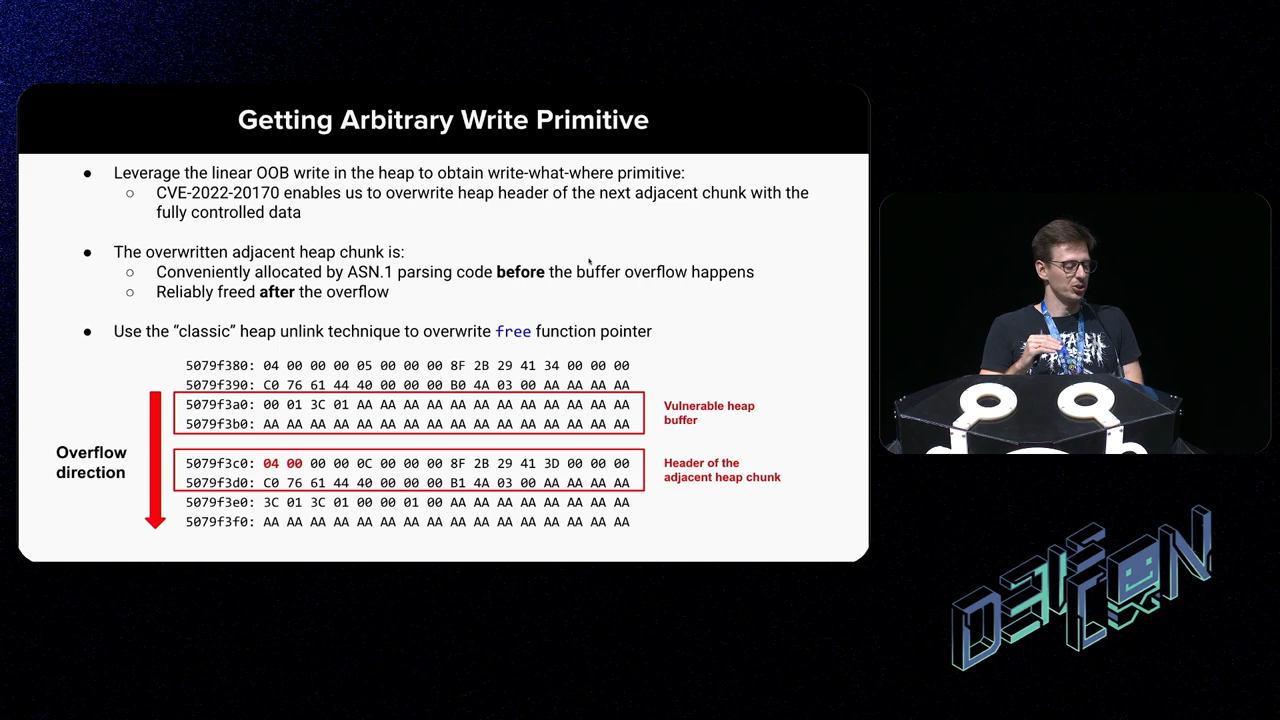 Getting Arbitrary Write Primitive
● Leverage the linear OOB write in the heap to obtain write-what-where primitive:
○ CVE-2022-20170 enables us to overwrite heap header of the next adjacent chunk with the
fully controlled data
● The overwritten adjacent heap chunk is:
○ Conveniently allocated by ASN.1 parsing code before the buffer overflow happens
○ Reliably freed after the overflow
● Use the “classic” heap unlink technique to overwrite free function pointer
5079f380: 04 00 00 00 05 00 00 00 8F 2B 29 41 34 00 00 00
5079f390: C0 76 61 44 40 00 00 00 B0 4A 03 00 AA AA AA AA
5079f3a0: 00 01 3C 01 AA AA AA AA AA AA AA AA AA AA AA AA
5079f3b0: AA AA AA AA AA AA AA AA AA AA AA AA AA AA AA AA
Vulnerable heap
buffer
Overflow
direction
5079f3c0: 04 00 00 00 0C 00 00 00 8F 2B 29 41 3D 00 00 00
5079f3d0: C0 76 61 44 40 00 00 00 B1 4A 03 00 AA AA AA AA
Header of the
adjacent heap chunk
5079f3e0: 3C 01 3C 01 00 00 01 00 AA AA AA AA AA AA AA AA
5079f3f0: AA AA AA AA AA AA AA AA AA AA AA AA AA AA AA AA
DEF CON